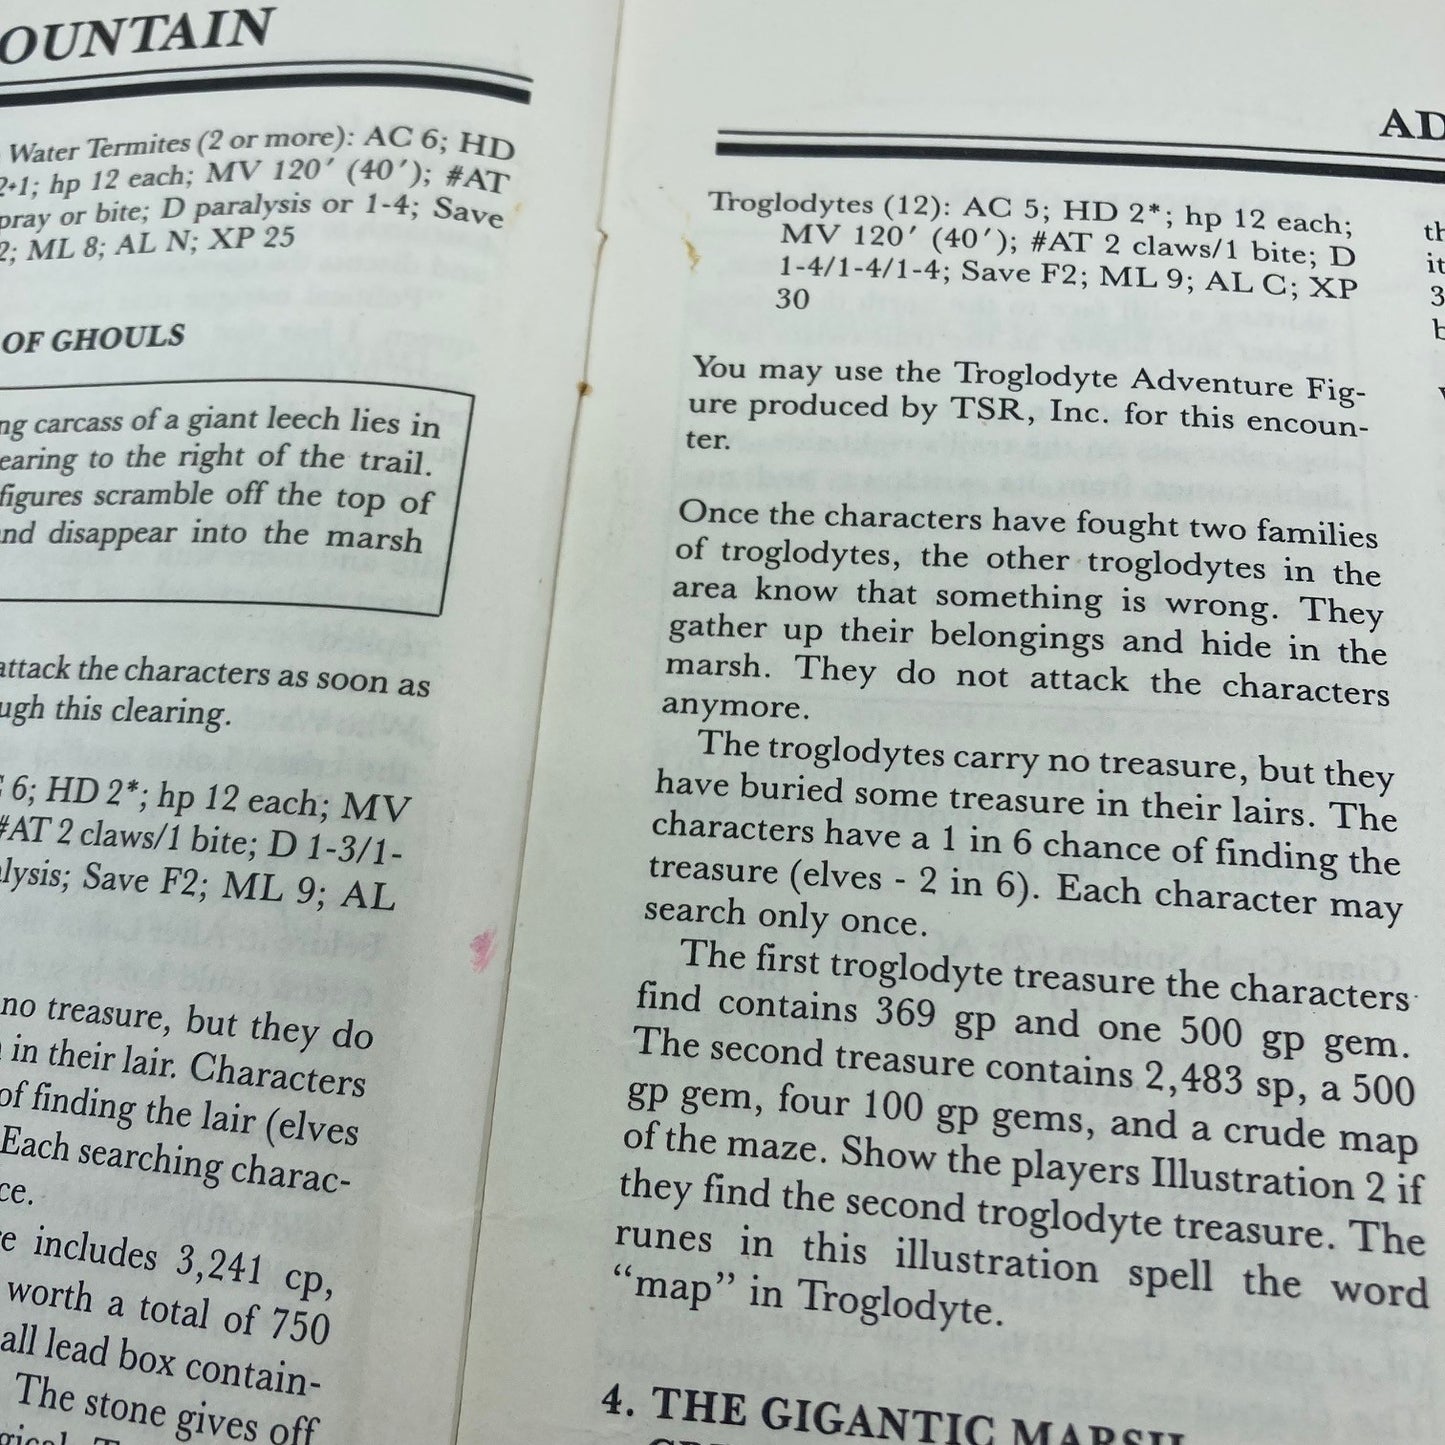 OUNTAIN
Water Termites (2 or more): AC 6; HD
2+1; hp 12 each; MV 120′ (40′); #AT
pray or bite; D paralysis or 1-4; Save
2; ML 8; AL N; XP 25
OF GHOULS
ng carcass of a giant leech lies in
earing to the right of the trail.
figures scramble off the top of
nd disappear into the marsh
attack the characters as soon as
ugh this clearing.
6; HD 2*; hp 12 each; MV
#AT 2 claws/1 bite; D 1-3/1-
lysis; Save F2; ML 9; AL
no treasure, but they do
in their lair. Characters
of finding the lair (elves
Each searching charac-
ce.
e includes 3,241 cp,
worth a total of 750
all lead box contain-
The stone gives off
AD
Troglodytes (12): AC 5; HD 2*; hp 12 each;
MV 120′ (40′); #AT 2 claws/1 bite; D
1-4/1-4/1-4; Save F2; ML 9; AL C; XP
30
You may use the Troglodyte Adventure Fig-
ure produced by TSR, Inc. for this encoun-
ter.
Once the characters have fought two families
of troglodytes, the other troglodytes in the
area know that something is wrong. They
gather up their belongings and hide in the
marsh. They do not attack the characters
anymore.
The troglodytes carry no treasure, but they
have buried some treasure in their lairs. The
characters have a 1 in 6 chance of finding the
treasure (elves - 2 in 6). Each character may
search only once.
The first troglodyte treasure the characters
find contains 369 gp and one 500 gp gem.
The second treasure contains 2,483 sp, a 500
gp gem, four 100 gp gems, and a crude map
of the maze. Show the players Illustration 2 if
they find the second troglodyte treasure. The
runes in this illustration spell the word
“map” in Troglodyte.
4. THE GIGANTIC MARSH
th
it
3
b